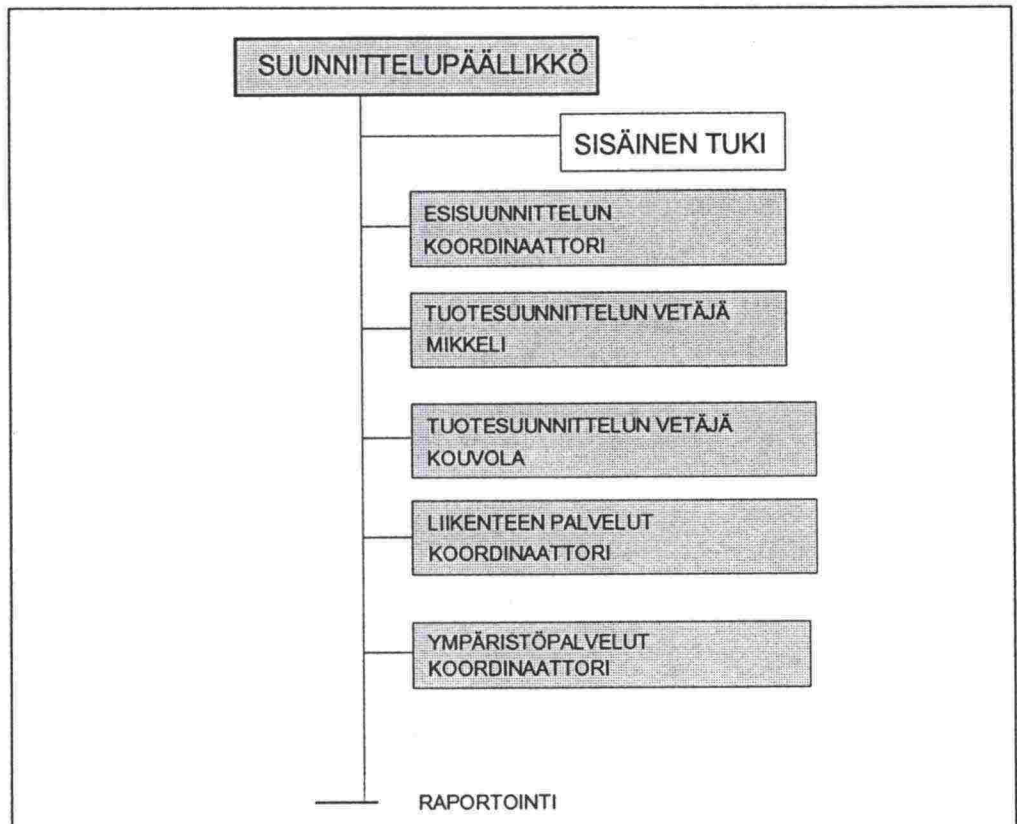 SUUNNITTELUPÄÄLLIKKÖ
SISÄINEN TUKI
ESISUUNNITTELUN
KOORDINAATTORI
TUOTESUUNNITTELUN VETÄJÄ
MIKKELI
TUOTESUUNNITTELUN VETÄJÄ
KOUVOLA
LIIKENTEEN PALVELUT
KOORDINAATTORI
YMPÄRISTÖPALVELUT
KOORDINAATTORI
RAPORTOINTI